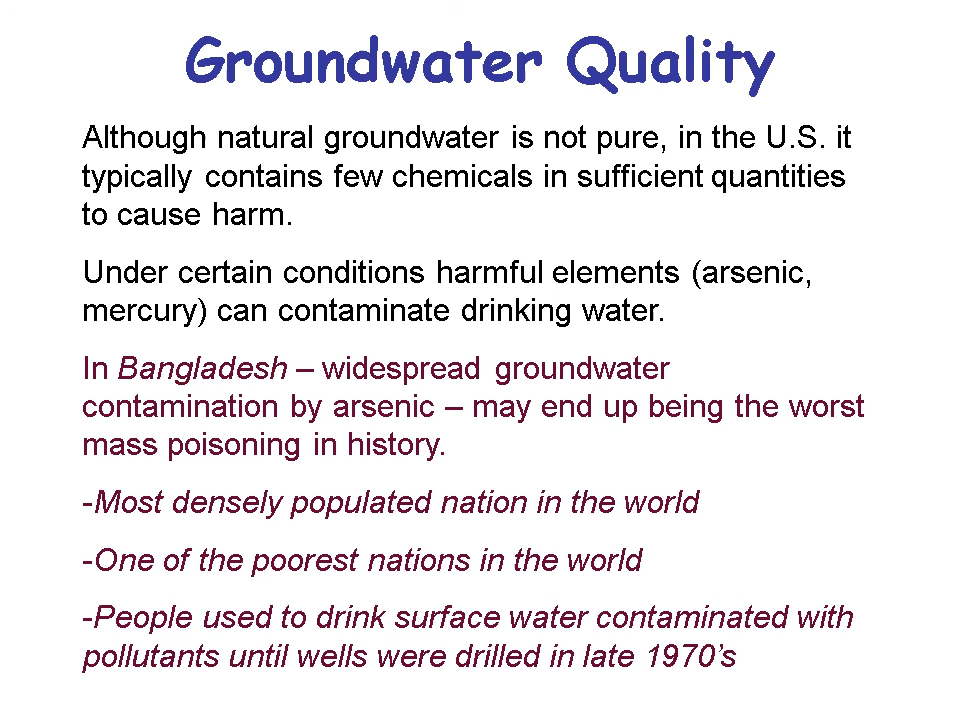 Groundwater Quality
Although natural groundwater is not pure, in the U.S. it
typically contains few chemicals in sufficient quantities
to cause harm.
Under certain conditions harmful elements (arsenic,
mercury) can contaminate drinking water.
In Bangladesh – widespread groundwater
contamination by arsenic – may end up being the worst
mass poisoning in history.
-Most densely populated nation in the world
-One of the poorest nations in the world
-People used to drink surface water contaminated with
pollutants until wells were drilled in late 1970’s